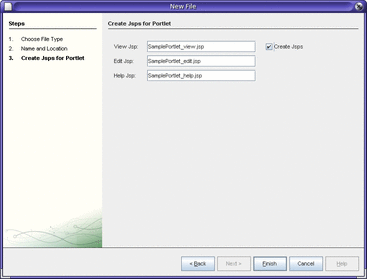 New File
Steps
1. Choose File Type
2. Name and Location
3. Create Jsps for Portlet
Create Jsps for Portlet
View Jsp: SamplePortlet_view.jsp Create Jsps
Edit Jsp: SamplePortlet_edit.jsp
Help Jsp: SamplePortlet_help.jsp
< Back Next > Finish Cancel Help